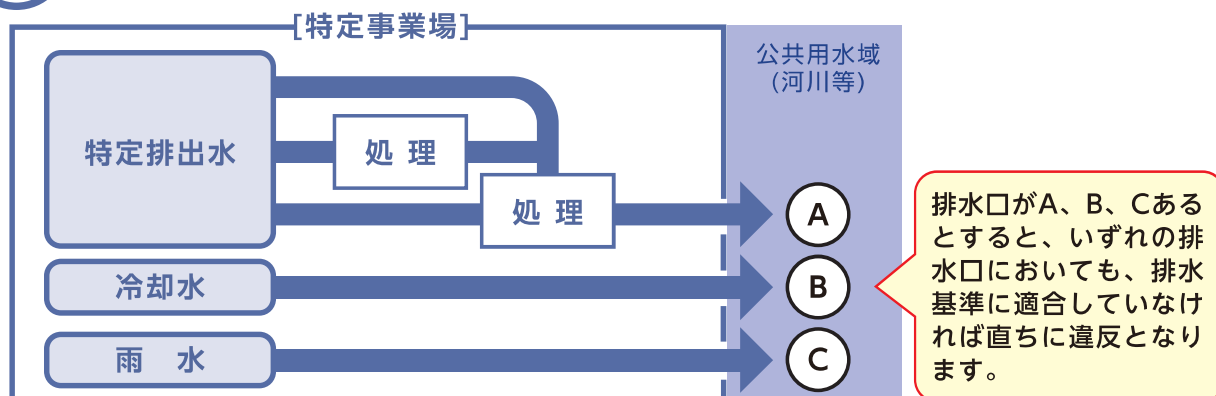 [特定事業場]
公共用水域
(河川等)
特定排出水
処 理
処 理
冷却水
雨 水
A
B
C
排水口がA、B、Cある
とすると、いずれの排
水口においても、排水
基準に適合していなけ
れば直ちに違反となり
ます。